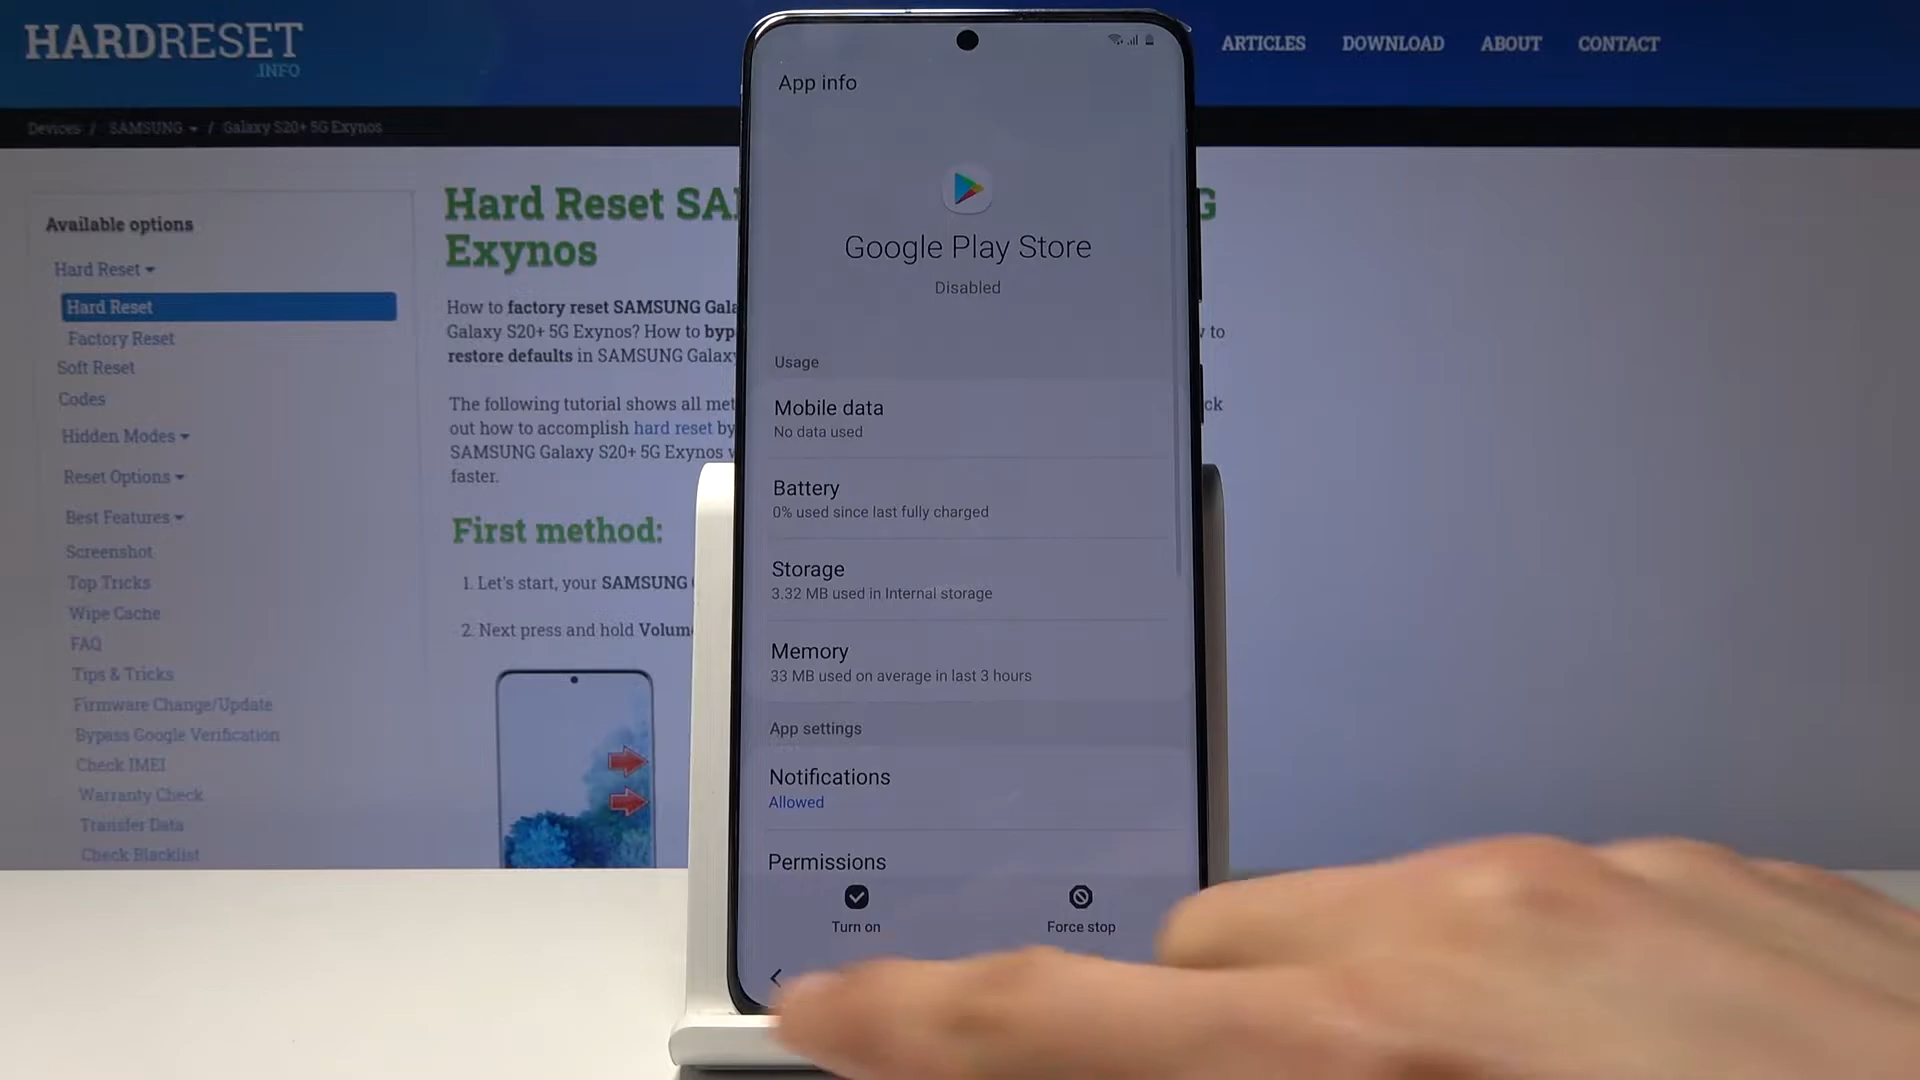 HARDRESET
.INFO
ARTICLES DOWNLOAD ABOUT CONTACT
Devices / SAMSUNG / Galaxy S20+ 5G Exynos
Available options
Hard Reset
Hard Reset
Factory Reset
Soft Reset
Codes
Hidden Modes
Reset Options
Best Features
Screenshot
Top Tricks
Wipe Cache
FAQ
Tips & Tricks
Firmware Change/Update
Bypass Google Verification
Check IMEI
Warranty Check
Transfer Data
Check Blacklist
Hard Reset SA G
Exynos
How to factory reset SAMSUNG Gala
Galaxy S20+ 5G Exynos? How to byp to
restore defaults in SAMSUNG Galax
The following tutorial shows all met ck
out how to accomplish hard reset by
SAMSUNG Galaxy S20+ 5G Exynos
faster.
First method:
1. Let's start, your SAMSUNG
2. Next press and hold Volum
App info
Google Play Store
Disabled
Usage
Mobile data
No data used
Battery
0% used since last fully charged
Storage
3.32 MB used in Internal storage
Memory
33 MB used on average in last 3 hours
App settings
Notifications
Allowed
Permissions
Turn on Force stop